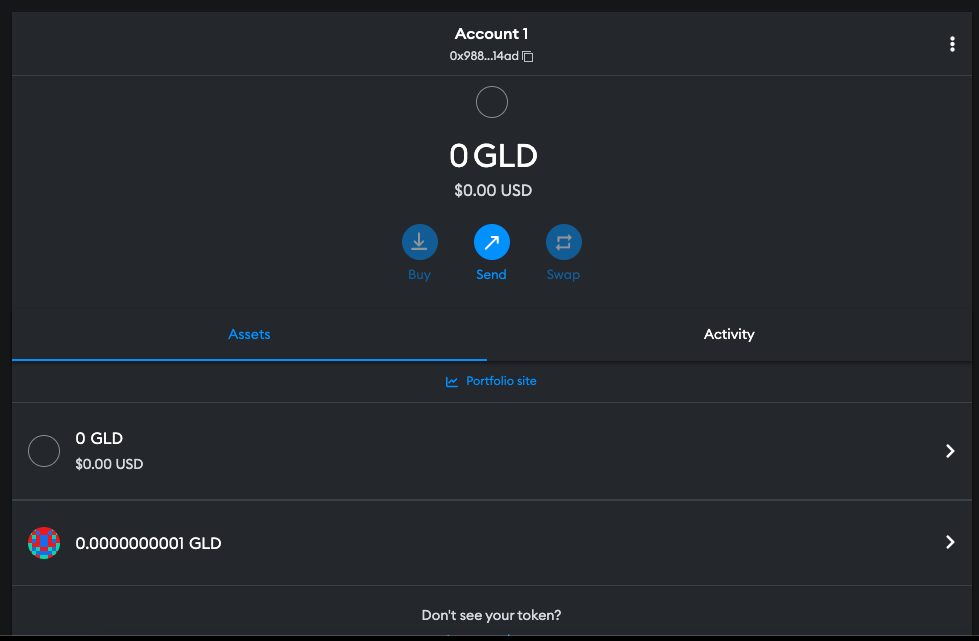 Account 1
0x988...14ad
0 GLD
$0.00 USD
Buy Send Swap
Assets Activity
Portfolio site
0 GLD
$0.00 USD
0.0000000001 GLD
Don't see your token?